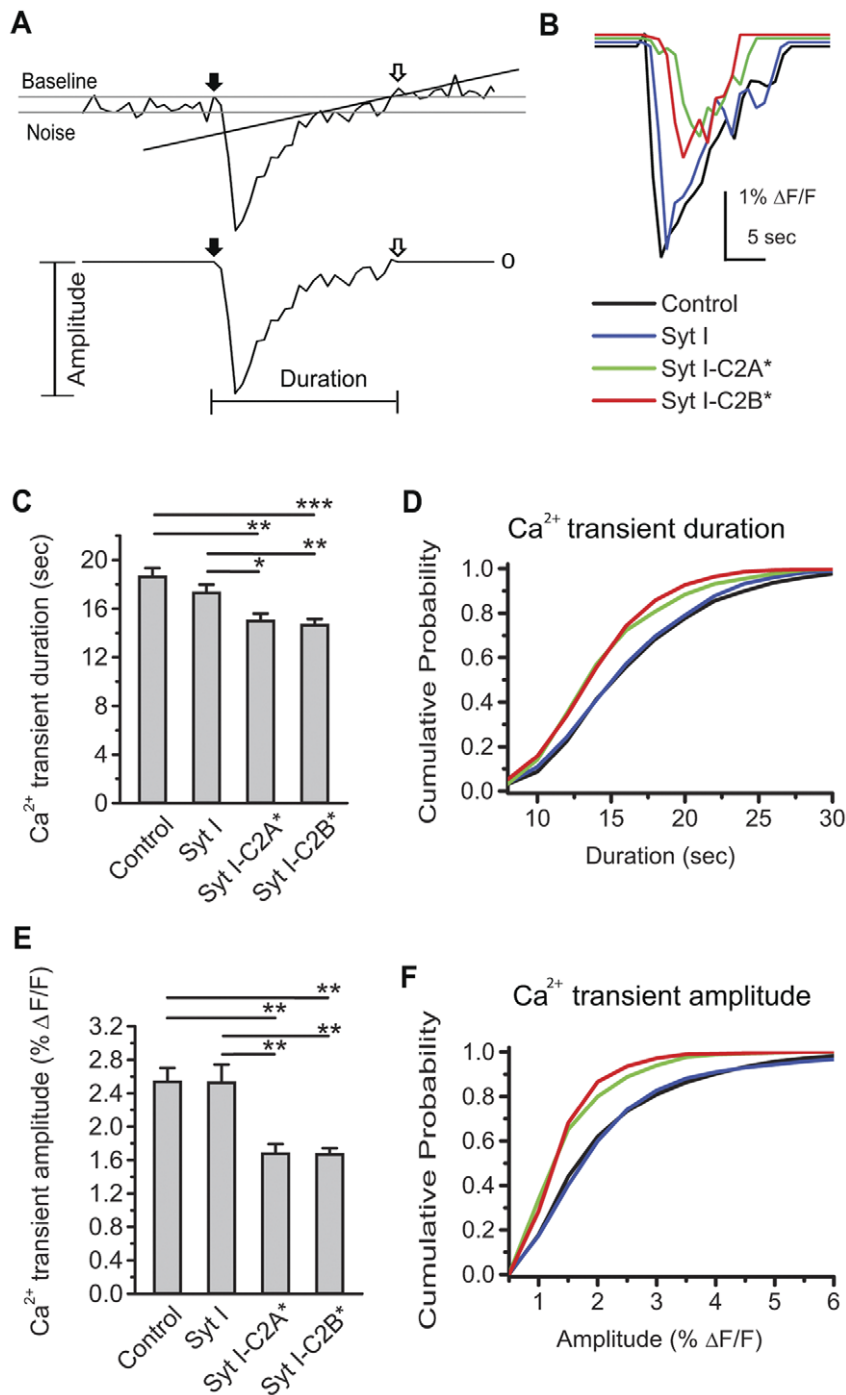 A
Baseline
Noise
Amplitude
Duration
0
B
1% ΔF/F
5 sec
Control
Syt I
Syt I-C2A*
Syt I-C2B*
C
***
**
**
*
20
16
12
8
4
0
Ca²⁺ transient duration (sec)
Control
Syt I
Syt I-C2A*
Syt I-C2B*
D
Ca²⁺ transient duration
1.0
0.8
0.6
0.4
0.2
0.0
Cumulative Probability
10
15
20
25
30
Duration (sec)
E
**
**
**
**
3.2
2.8
2.4
2.0
1.6
1.2
0.8
0.4
0.0
Ca²⁺ transient amplitude (% ΔF/F)
Control
Syt I
Syt I-C2A*
Syt I-C2B*
F
Ca²⁺ transient amplitude
1.0
0.8
0.6
0.4
0.2
0.0
Cumulative Probability
1
2
3
4
5
6
Amplitude (% ΔF/F)